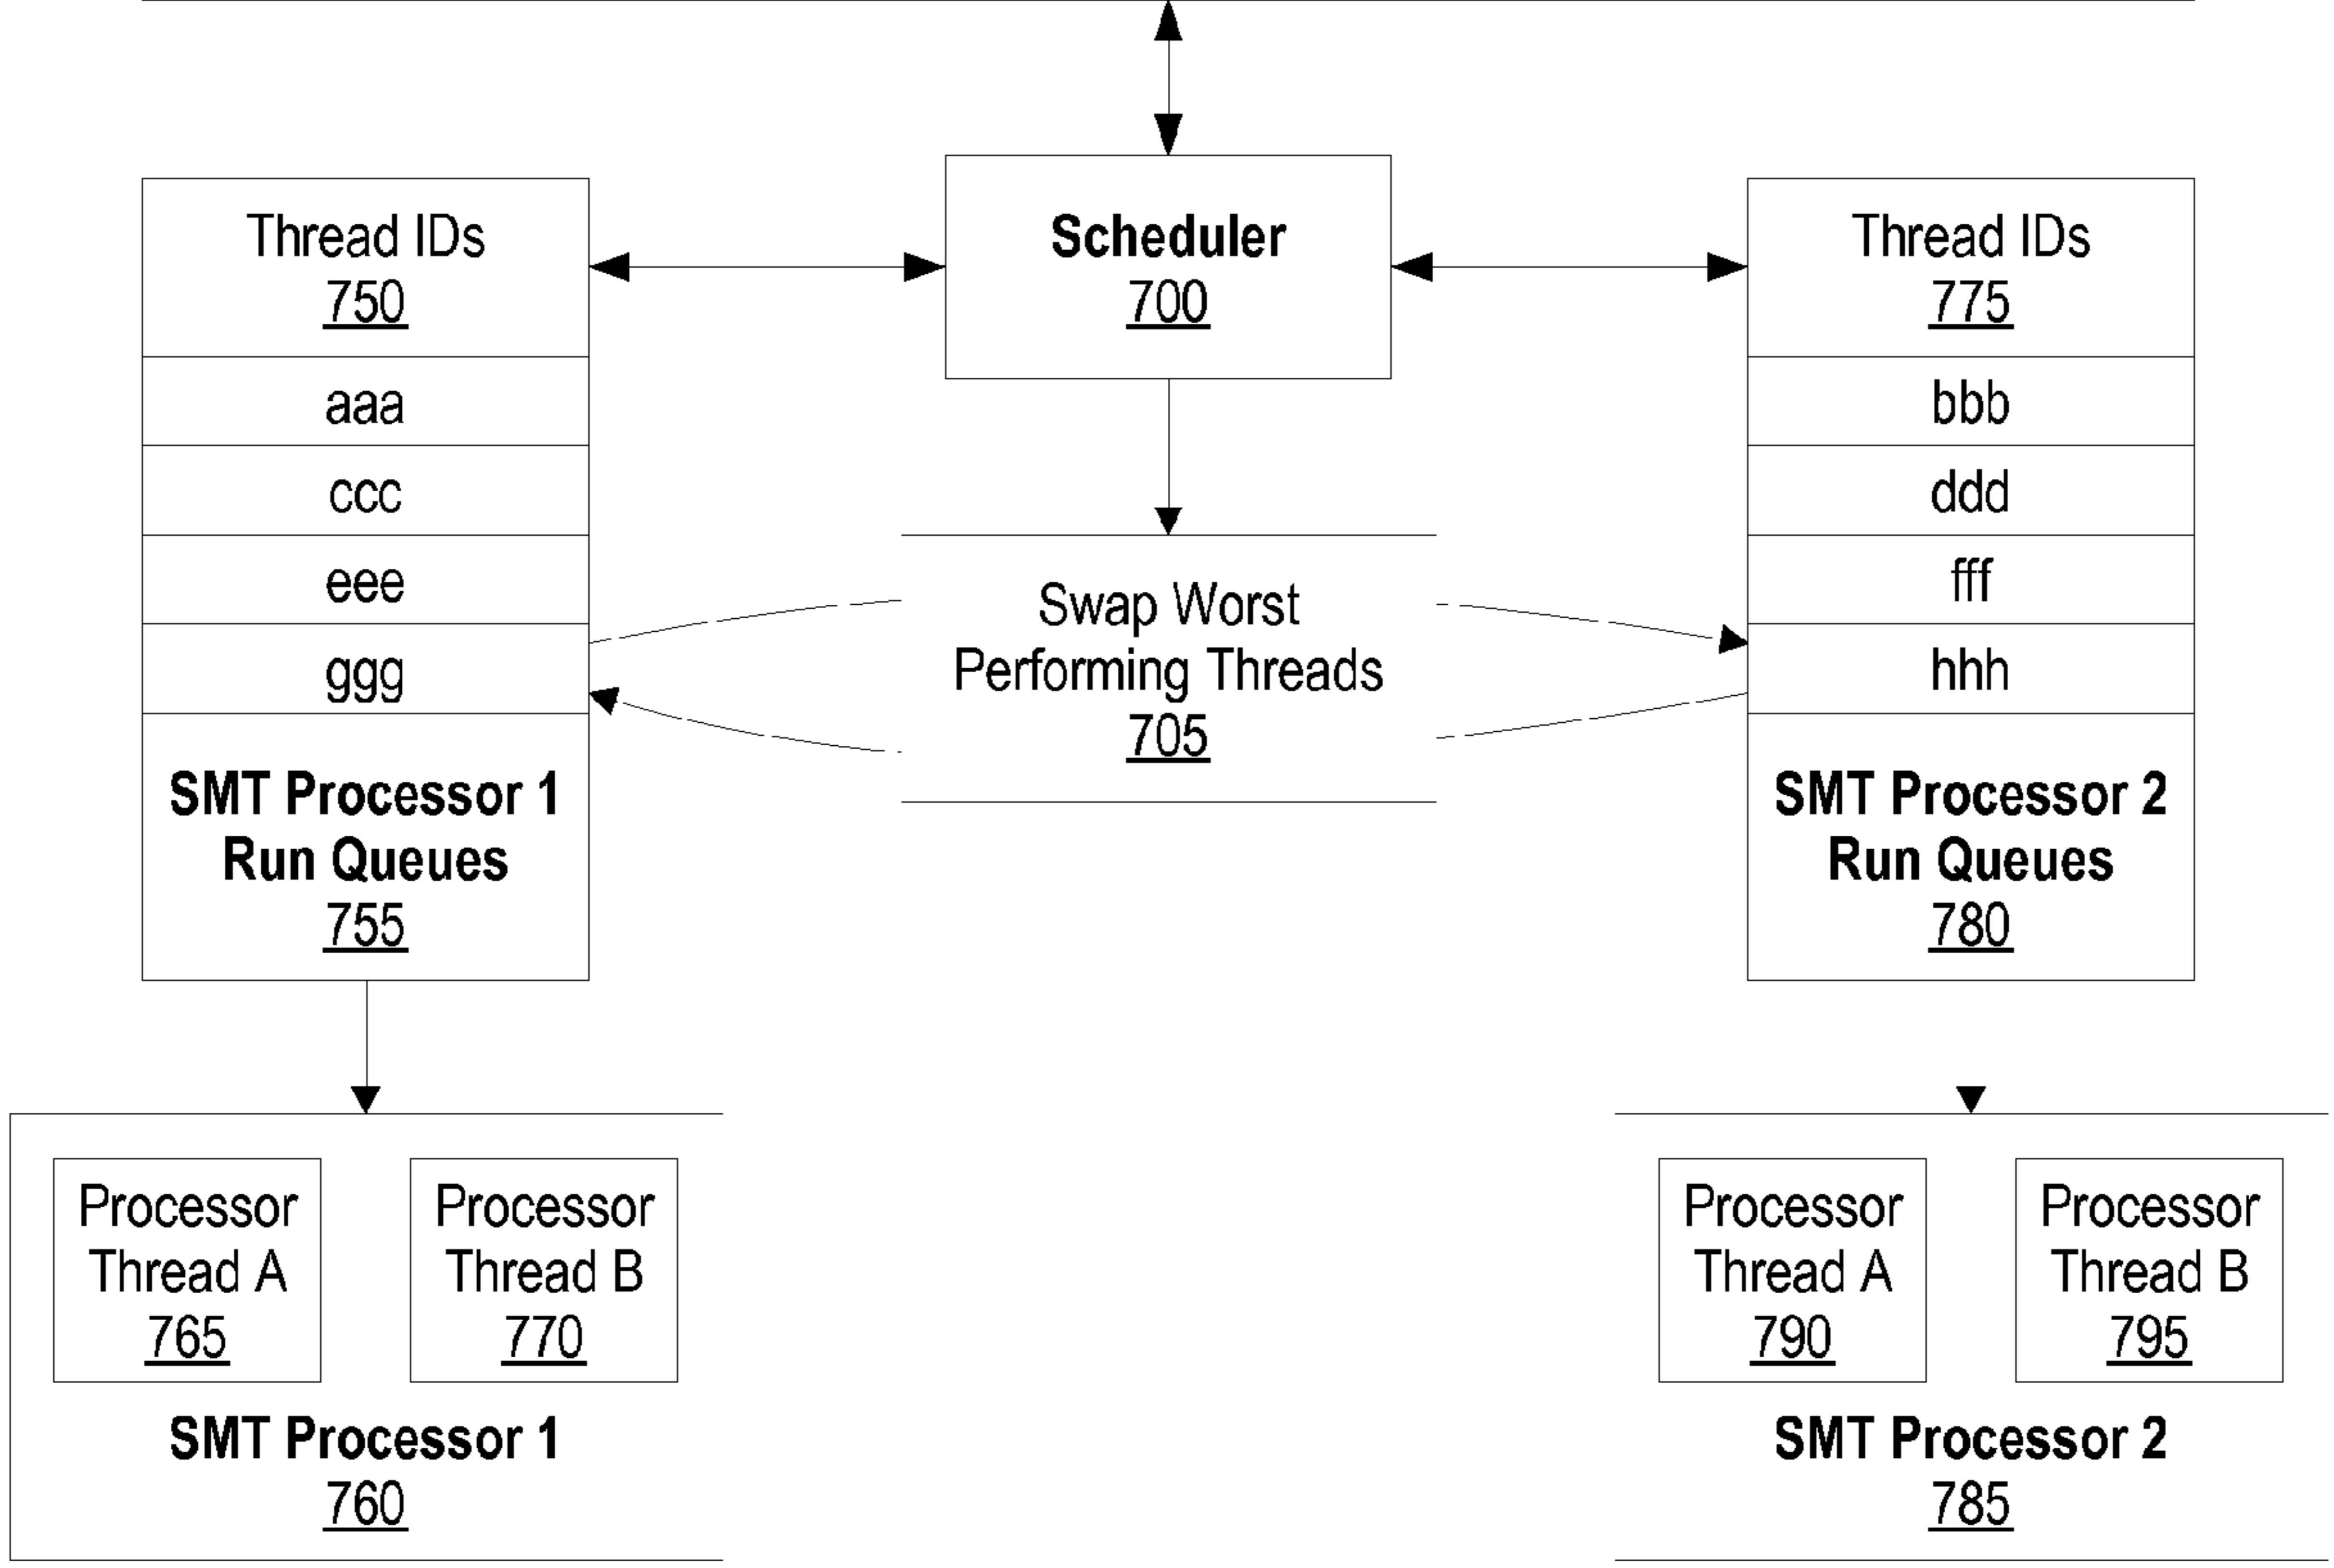 Thread IDs
750
aaa
ccc
eee
ggg
SMT Processor 1
Run Queues
755
Scheduler
700
Swap Worst
Performing Threads
705
Thread IDs
775
bbb
ddd
fff
hhh
SMT Processor 2
Run Queues
780
Processor
Thread A
765
Processor
Thread B
770
SMT Processor 1
760
Processor
Thread A
790
Processor
Thread B
795
SMT Processor 2
785